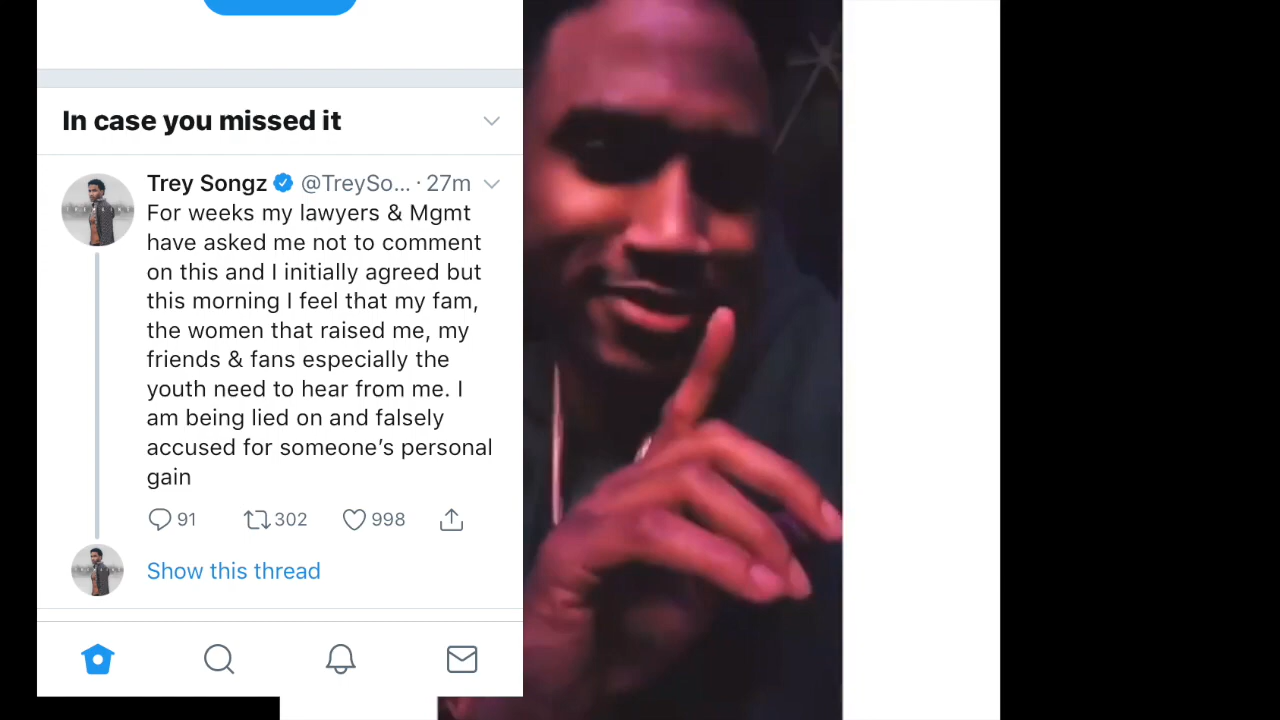 In case you missed it
Trey Songz @TreySo... · 27m
For weeks my lawyers & Mgmt
have asked me not to comment
on this and I initially agreed but
this morning I feel that my fam,
the women that raised me, my
friends & fans especially the
youth need to hear from me. I
am being lied on and falsely
accused for someone’s personal
gain
91 302 998
Show this thread